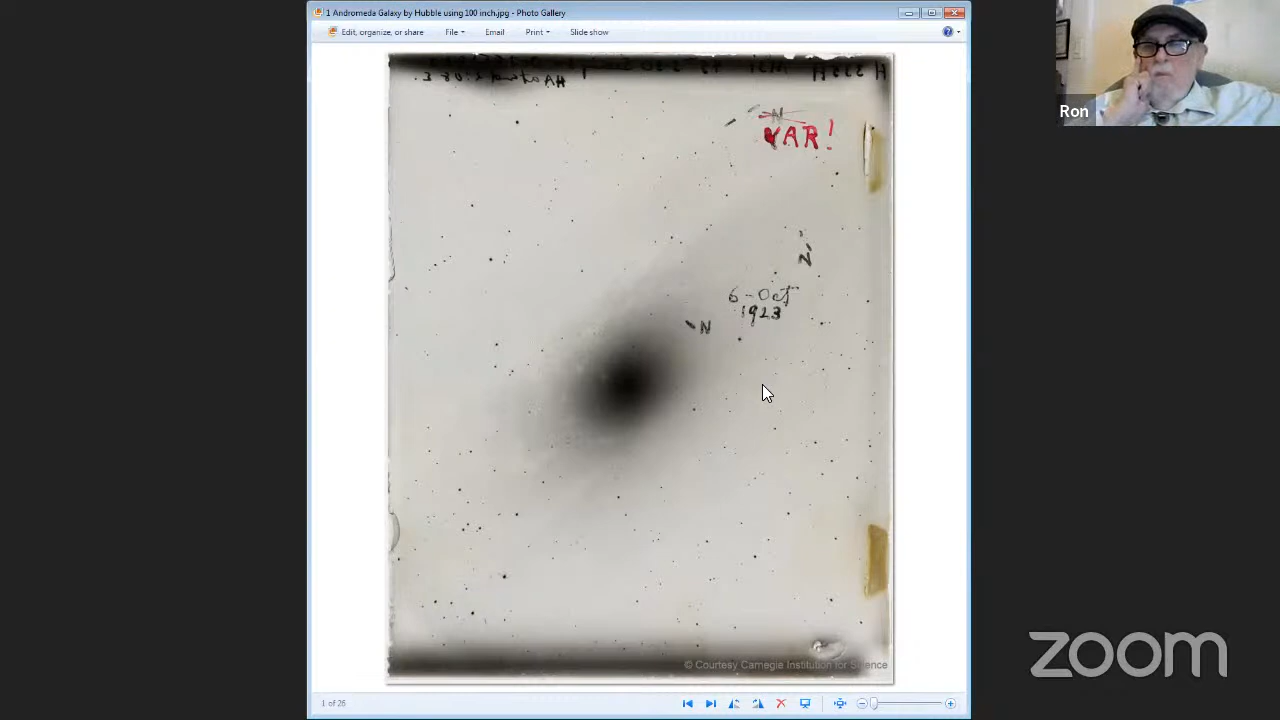 1 Andromeda Galaxy by Hubble using 100 inch.jpg - Photo Gallery
Edit, organize, or share File Email Print Slide show
Ron
N
VAR!
N
6-Oct
1923
N
© Courtesy Carnegie Institution for Science
1 of 26
zoom